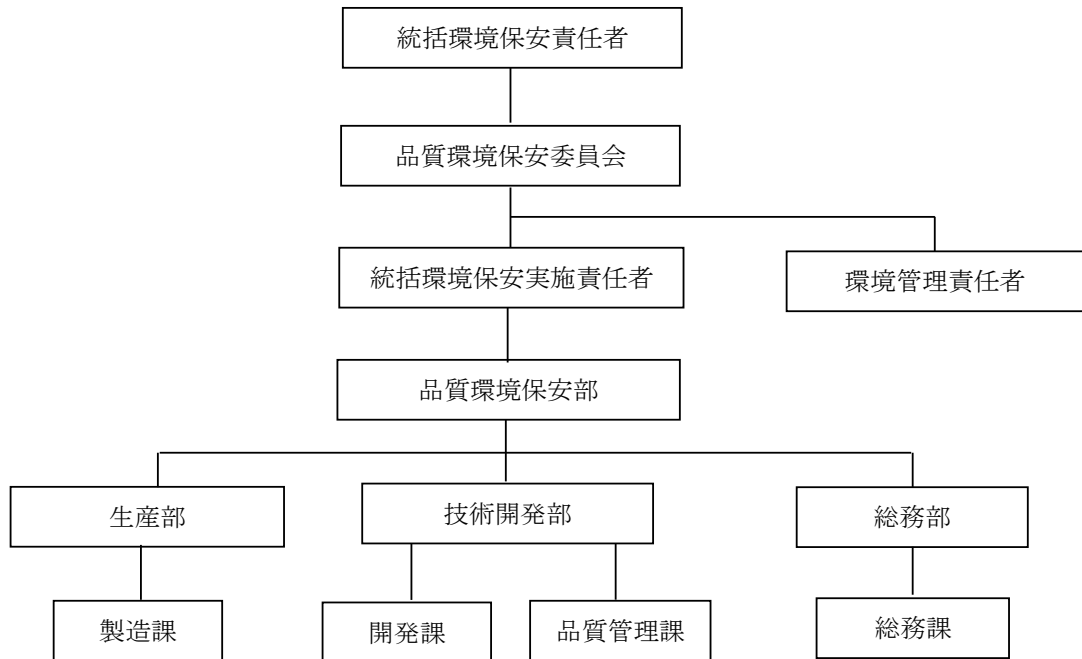 統括環境保安責任者
品質環境保安委員会
統括環境保安実施責任者
環境管理責任者
品質環境保安部
生産部
技術開発部
総務部
製造課
開発課
品質管理課
総務課